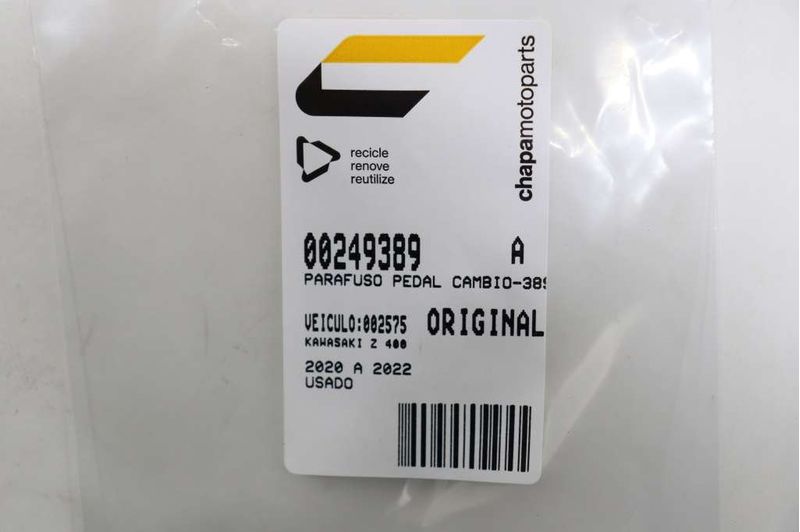 chapamotoparts
recicle
renove
reutilize
00249389 A
PARAFUSO PEDAL CAMBIO-389
VEICULO:002575 ORIGINAL
KAWASAKI Z 400
2020 A 2022
USADO